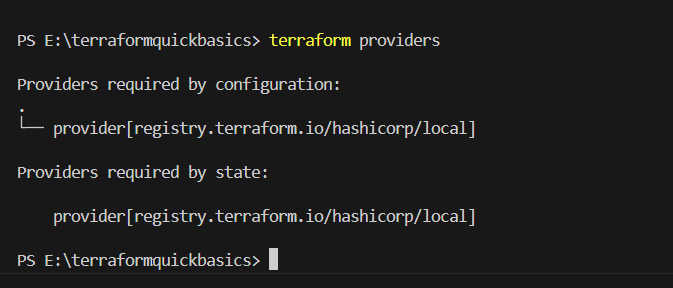 PS E:\terraformquickbasics> terraform providers
Providers required by configuration:
.
└── provider[registry.terraform.io/hashicorp/local]
Providers required by state:
    provider[registry.terraform.io/hashicorp/local]
PS E:\terraformquickbasics>